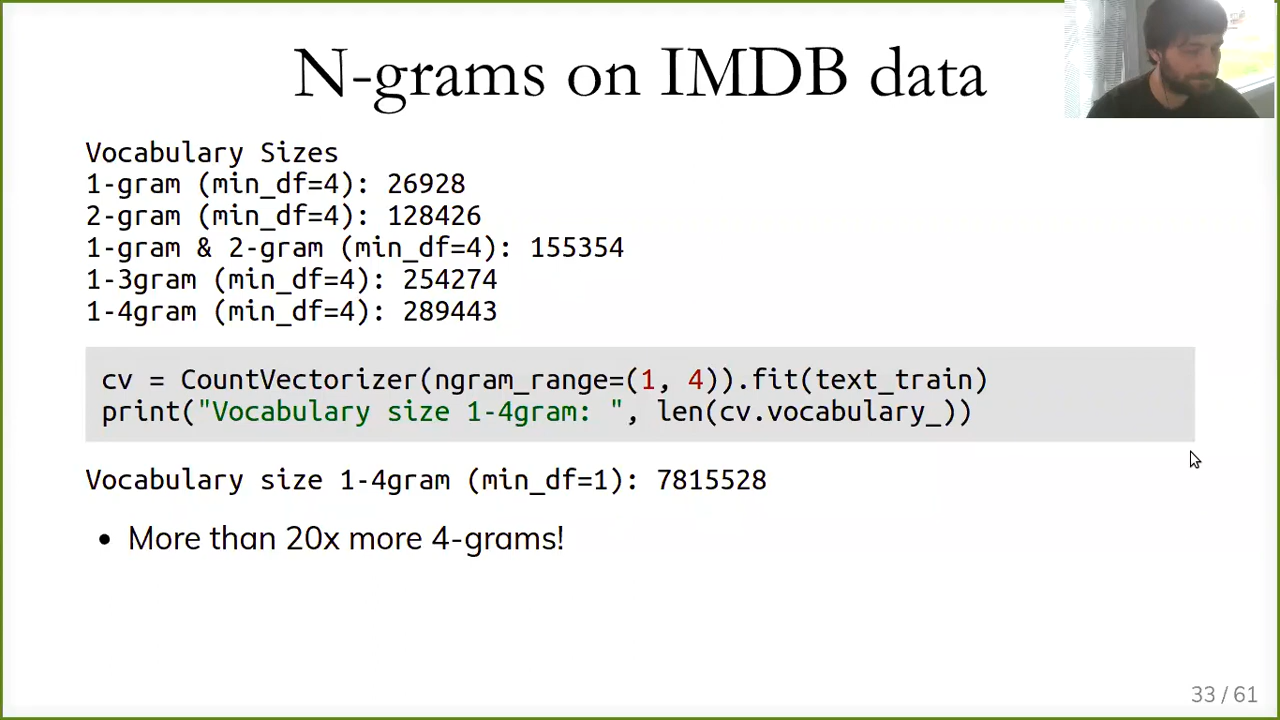 N-grams on IMDB data
Vocabulary Sizes
1-gram (min_df=4): 26928
2-gram (min_df=4): 128426
1-gram & 2-gram (min_df=4): 155354
1-3gram (min_df=4): 254274
1-4gram (min_df=4): 289443
cv = CountVectorizer(ngram_range=(1, 4)).fit(text_train)
print("Vocabulary size 1-4gram: ", len(cv.vocabulary_))
Vocabulary size 1-4gram (min_df=1): 7815528
• More than 20x more 4-grams!
33 / 61